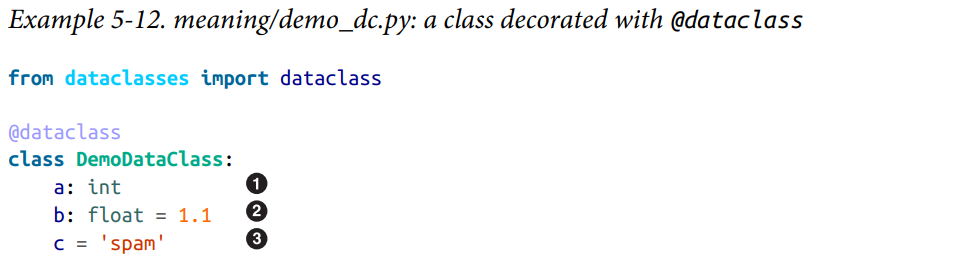 Example 5-12. meaning/demo_dc.py: a class decorated with @dataclass
from dataclasses import dataclass
@dataclass
class DemoDataClass:
    a: int ❶
    b: float = 1.1 ❷
    c = 'spam' ❸